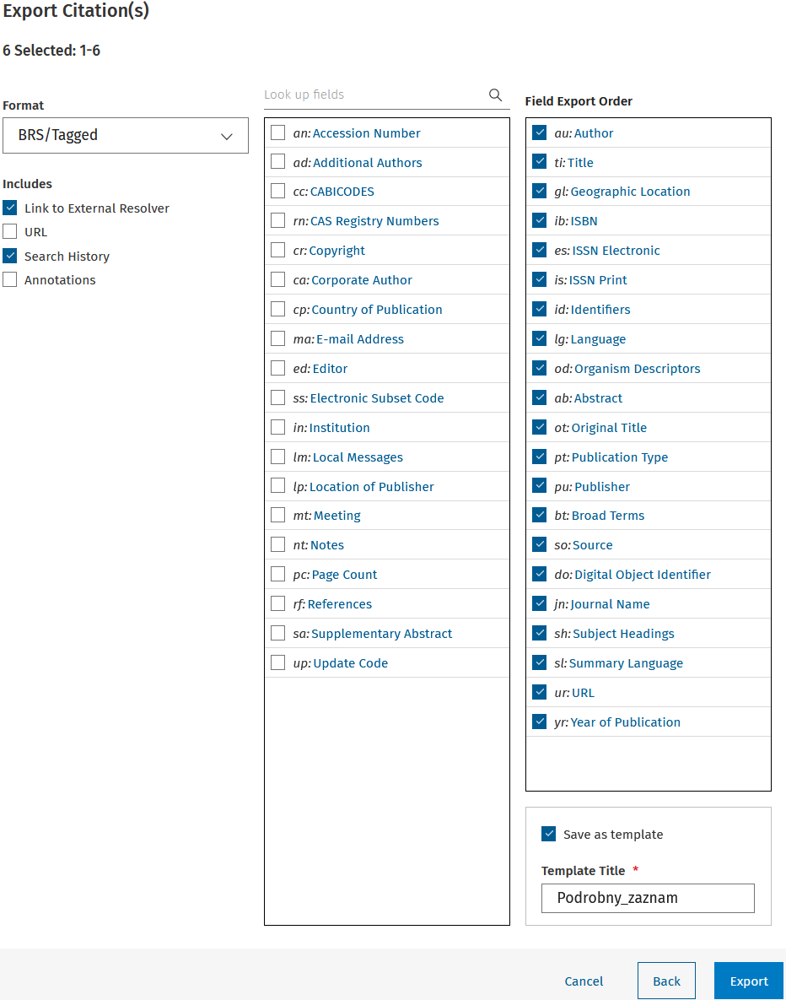 Export Citation(s)
6 Selected: 1-6
Format
BRS/Tagged
Includes
Link to External Resolver
URL
Search History
Annotations
Look up fields
an: Accession Number
ad: Additional Authors
cc: CABICODES
rn: CAS Registry Numbers
cr: Copyright
ca: Corporate Author
cp: Country of Publication
ma: E-mail Address
ed: Editor
ss: Electronic Subset Code
in: Institution
lm: Local Messages
lp: Location of Publisher
mt: Meeting
nt: Notes
pc: Page Count
rf: References
sa: Supplementary Abstract
up: Update Code
Field Export Order
au: Author
ti: Title
gl: Geographic Location
ib: ISBN
es: ISSN Electronic
is: ISSN Print
id: Identifiers
lg: Language
od: Organism Descriptors
ab: Abstract
ot: Original Title
pt: Publication Type
pu: Publisher
bt: Broad Terms
so: Source
do: Digital Object Identifier
jn: Journal Name
sh: Subject Headings
sl: Summary Language
ur: URL
yr: Year of Publication
Save as template
Template Title *
Podrobny_zaznam
Cancel
Back
Export